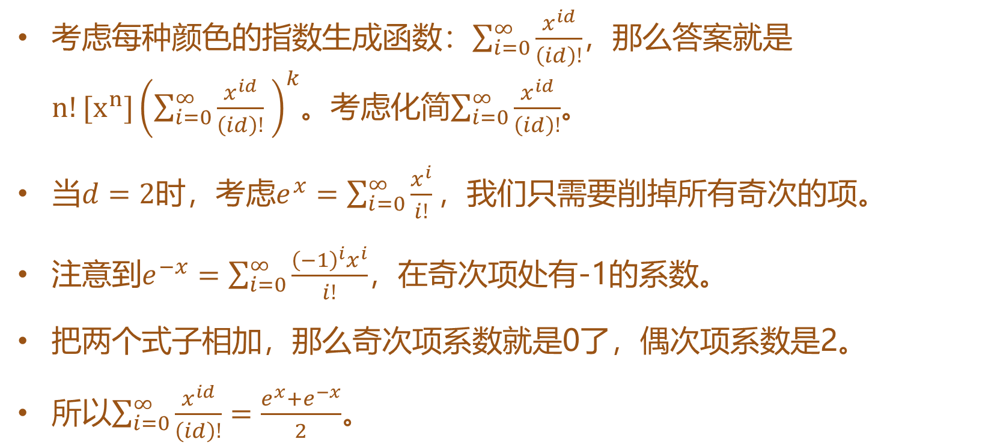 • 考虑每种颜色的指数生成函数：$\sum_{i=0}^{\infty} \frac{x^{id}}{(id)!}$，那么答案就是
$n! [x^n] \left( \sum_{i=0}^{\infty} \frac{x^{id}}{(id)!} \right)^k$。考虑化简$\sum_{i=0}^{\infty} \frac{x^{id}}{(id)!}$。
• 当$d = 2$时，考虑$e^x = \sum_{i=0}^{\infty} \frac{x^i}{i!}$，我们只需要削掉所有奇次的项。
• 注意到$e^{-x} = \sum_{i=0}^{\infty} \frac{(-1)^i x^i}{i!}$，在奇次项处有-1的系数。
• 把两个式子相加，那么奇次项系数就是0了，偶次项系数是2。
• 所以$\sum_{i=0}^{\infty} \frac{x^{id}}{(id)!} = \frac{e^x + e^{-x}}{2}$。